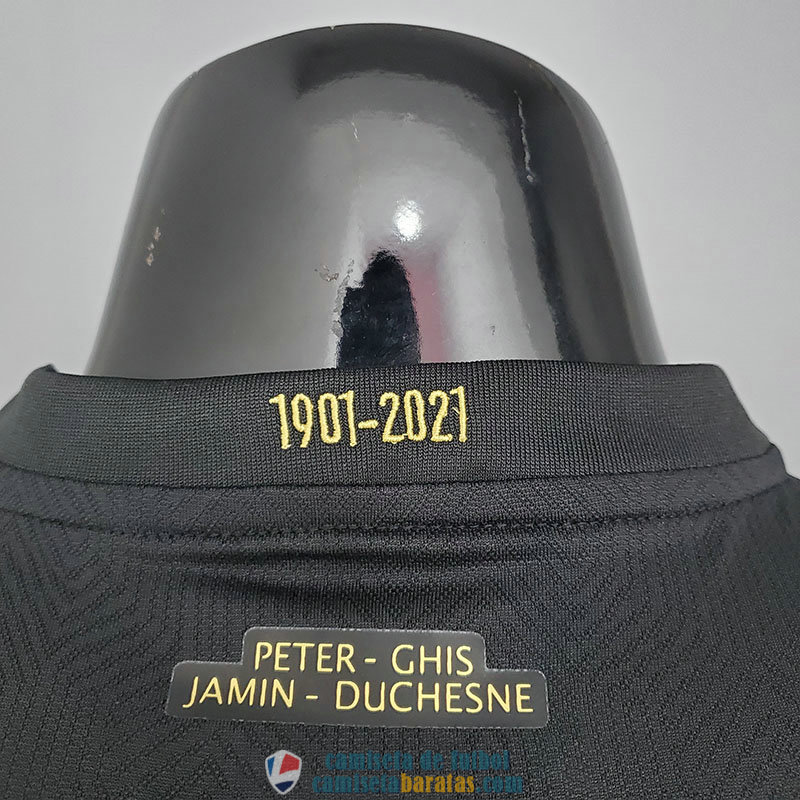 1901-2021
PETER - GHIS
JAMIN - DUCHESNE
camiseta de futbol
camisetabaratas.com